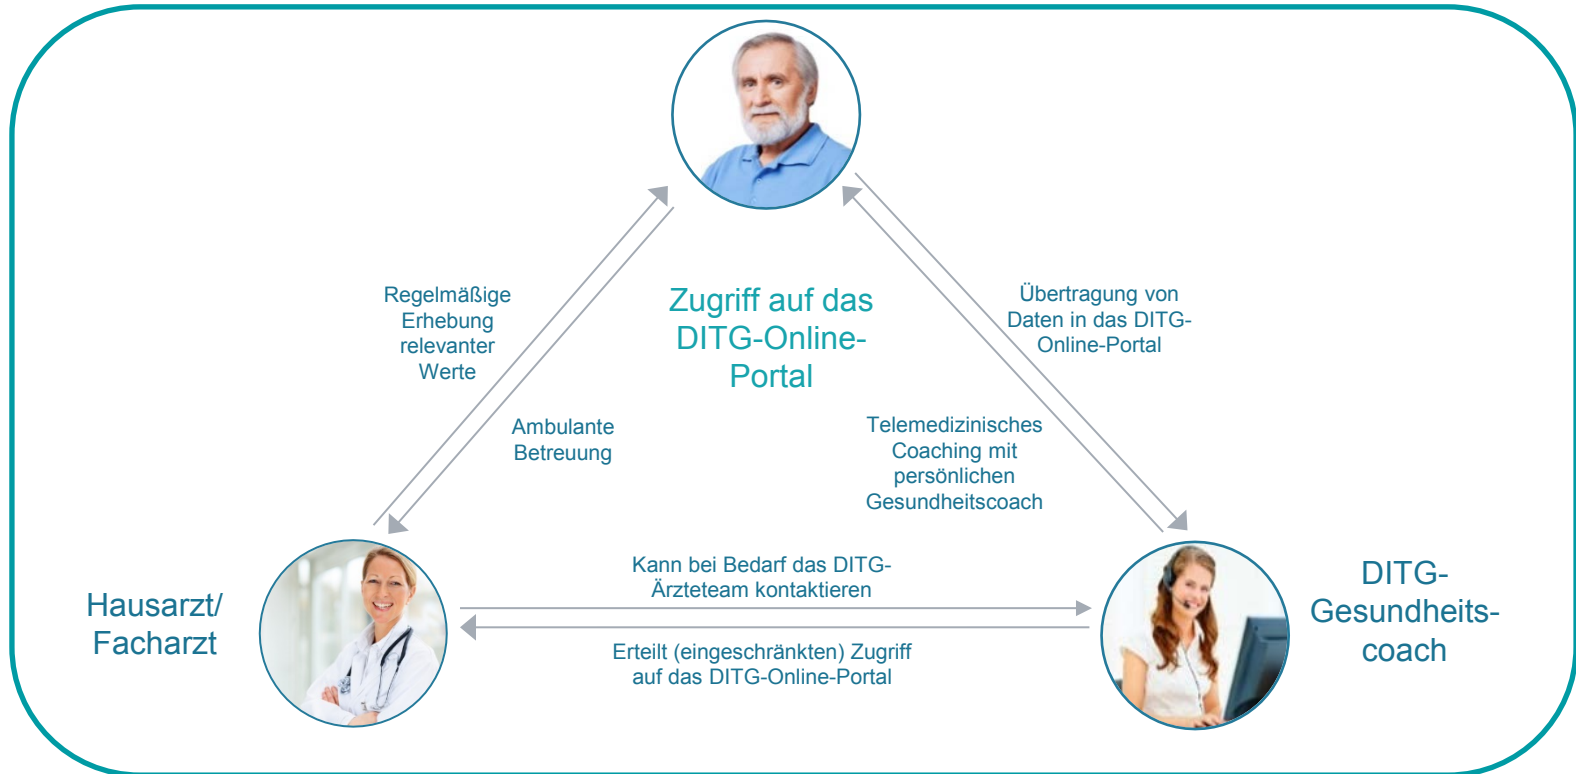 Regelmäßige
Erhebung
relevanter
Werte
Zugriff auf das
DITG-Online-
Portal
Übertragung von
Daten in das DITG-
Online-Portal
Ambulante
Betreuung
Telemedizinisches
Coaching mit
persönlichen
Gesundheitscoach
Hausarzt/
Facharzt
Kann bei Bedarf das DITG-
Ärzteteam kontaktieren
Erteilt (eingeschränkten) Zugriff
auf das DITG-Online-Portal
DITG-
Gesundheits-
coach